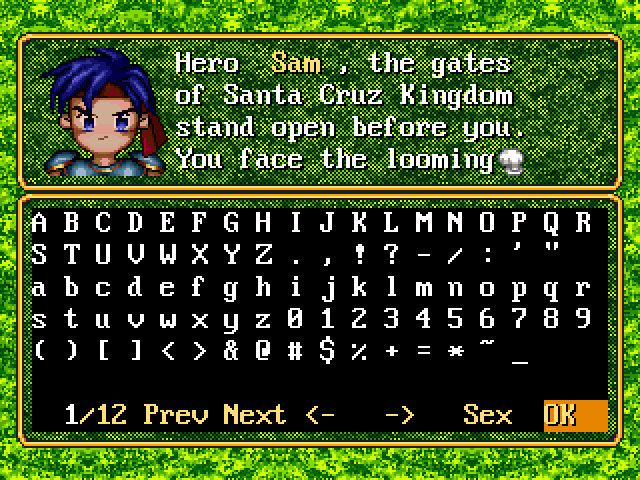 Hero Sam , the gates
of Santa Cruz Kingdom
stand open before you.
You face the looming
A B C D E F G H I J K L M N O P Q R
S T U V W X Y Z . , ! ? - / : ' "
a b c d e f g h i j k l m n o p q r
s t u v w x y z 0 1 2 3 4 5 6 7 8 9
( ) [ ] < > & @ # $ % + = * ~ _
1/12 Prev Next <- -> Sex OK